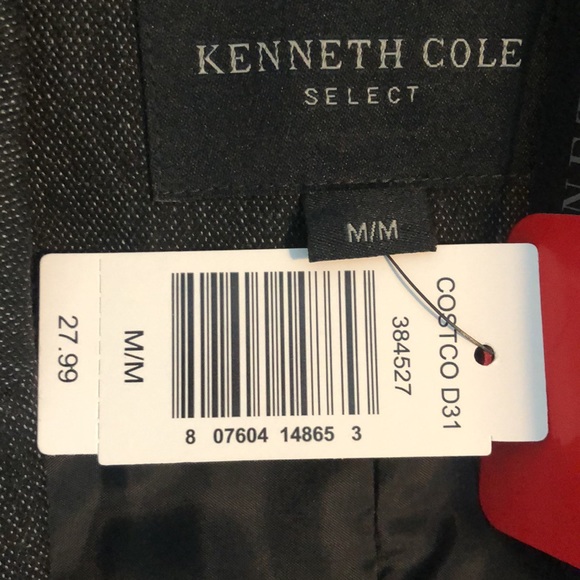 KENNETH COLE
SELECT
M/M
COSTCO D31
384527
8 07604 14865 3
M/M
27.99